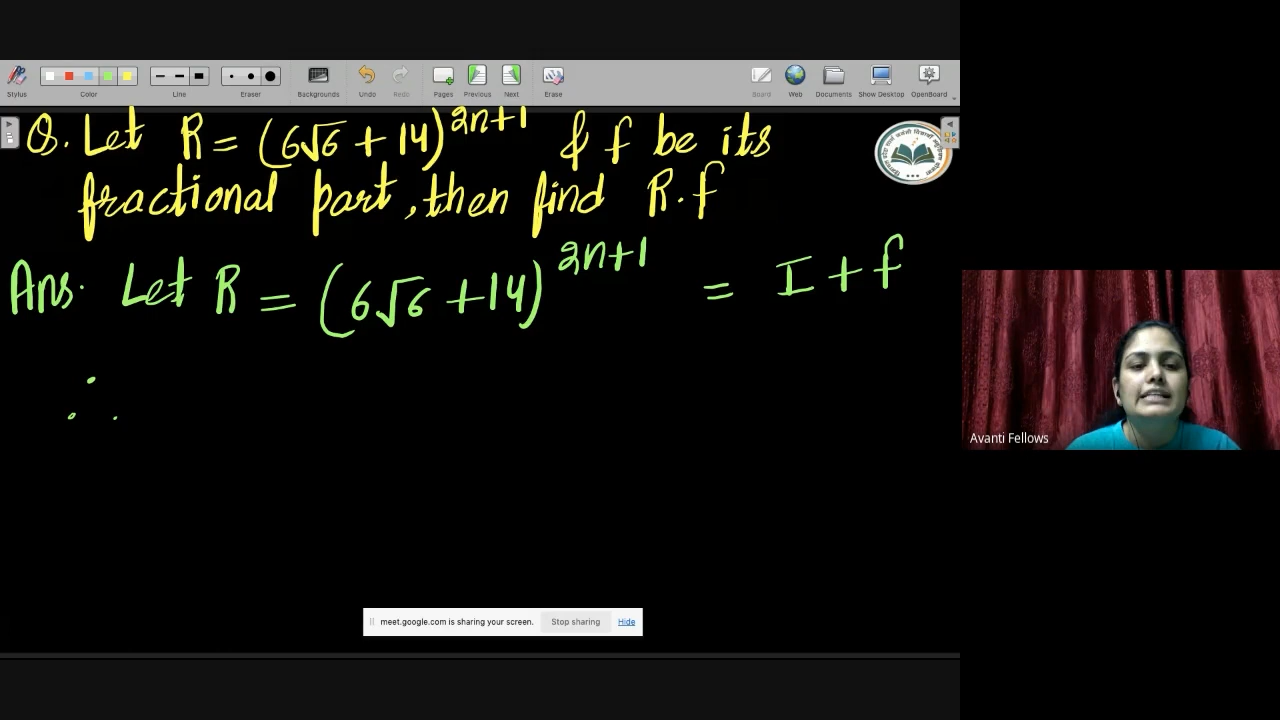 Stylus Color Line Eraser Backgrounds Undo Redo Pages Previous Next Erase Board Web Documents Show Desktop OpenBoard
Q. Let R = (6√6 + 14)^2n+1 & f be its
fractional part, then find R.f
Ans. Let R = (6√6 + 14)^2n+1 = I + f
∴
Avanti Fellows
meet.google.com is sharing your screen. Stop sharing Hide